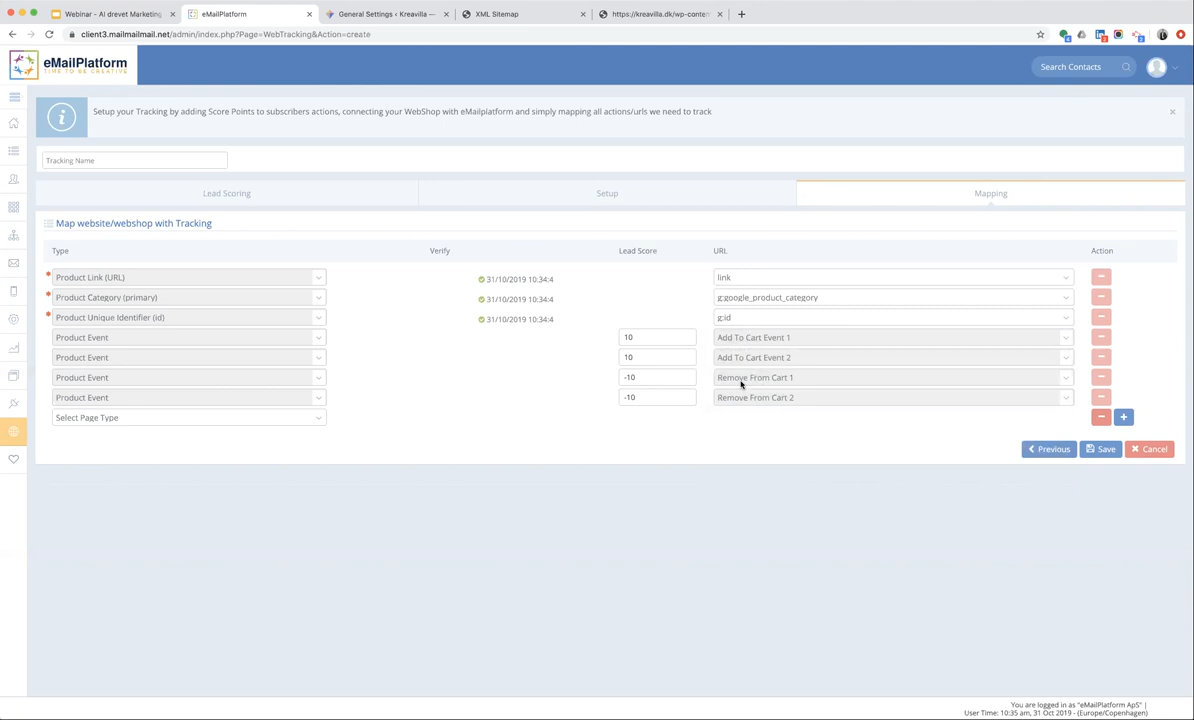 Webinar - AI drevet Marketing
eMailPlatform
General Settings ‹ Kreavilla —
XML Sitemap
https://kreavilla.dk/wp-conten
client3.mailmailmail.net/admin/index.php?Page=WebTracking&Action=create
eMailPlatform
TIME TO BE CREATIVE
Search Contacts
Setup your Tracking by adding Score Points to subscribers actions, connecting your WebShop with eMailplatform and simply mapping all actions/urls we need to track
Tracking Name
Lead Scoring Setup Mapping
Map website/webshop with Tracking
Type Verify Lead Score URL Action
Product Link (URL) 31/10/2019 10:34:4 link
Product Category (primary) 31/10/2019 10:34:4 g:google_product_category
Product Unique Identifier (id) 31/10/2019 10:34:4 g:id
Product Event 10 Add To Cart Event 1
Product Event 10 Add To Cart Event 2
Product Event -10 Remove From Cart 1
Product Event -10 Remove From Cart 2
Select Page Type
Previous Save Cancel
You are logged in as "eMailPlatform ApS" |
User Time: 10:35 am, 31 Oct 2019 - (Europe/Copenhagen)